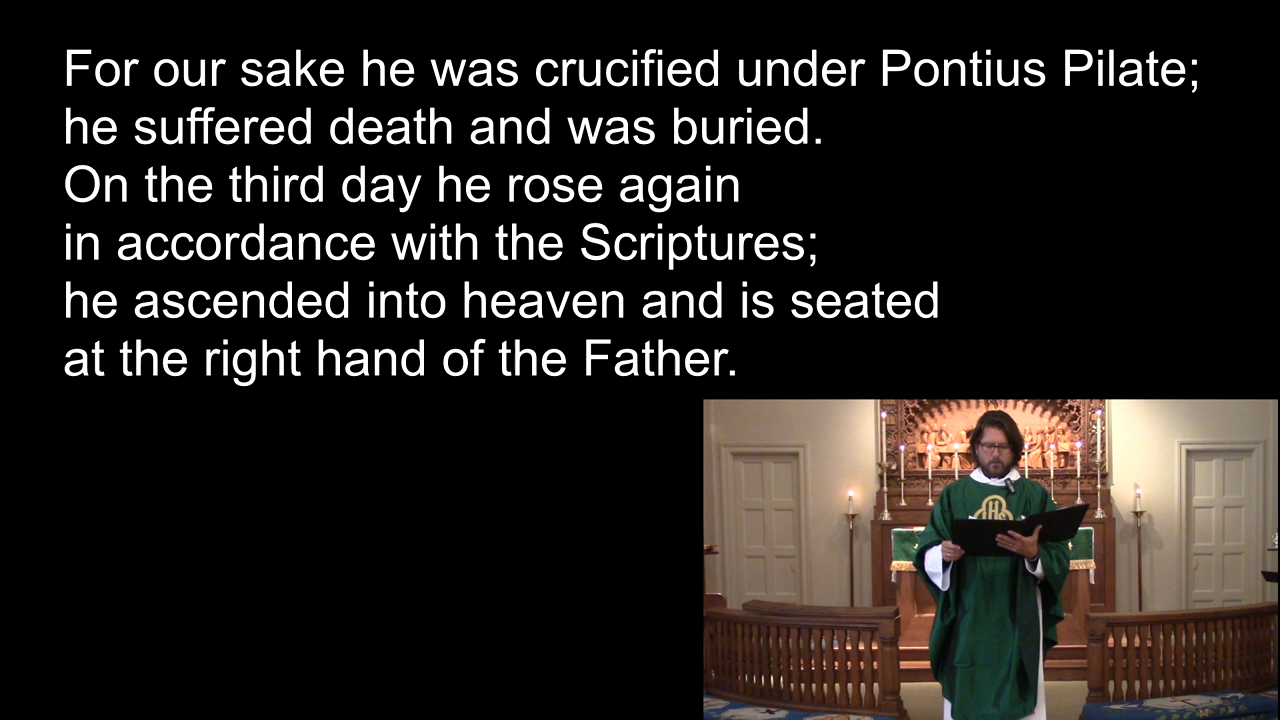 For our sake he was crucified under Pontius Pilate;
he suffered death and was buried.
On the third day he rose again
in accordance with the Scriptures;
he ascended into heaven and is seated
at the right hand of the Father.
IHS